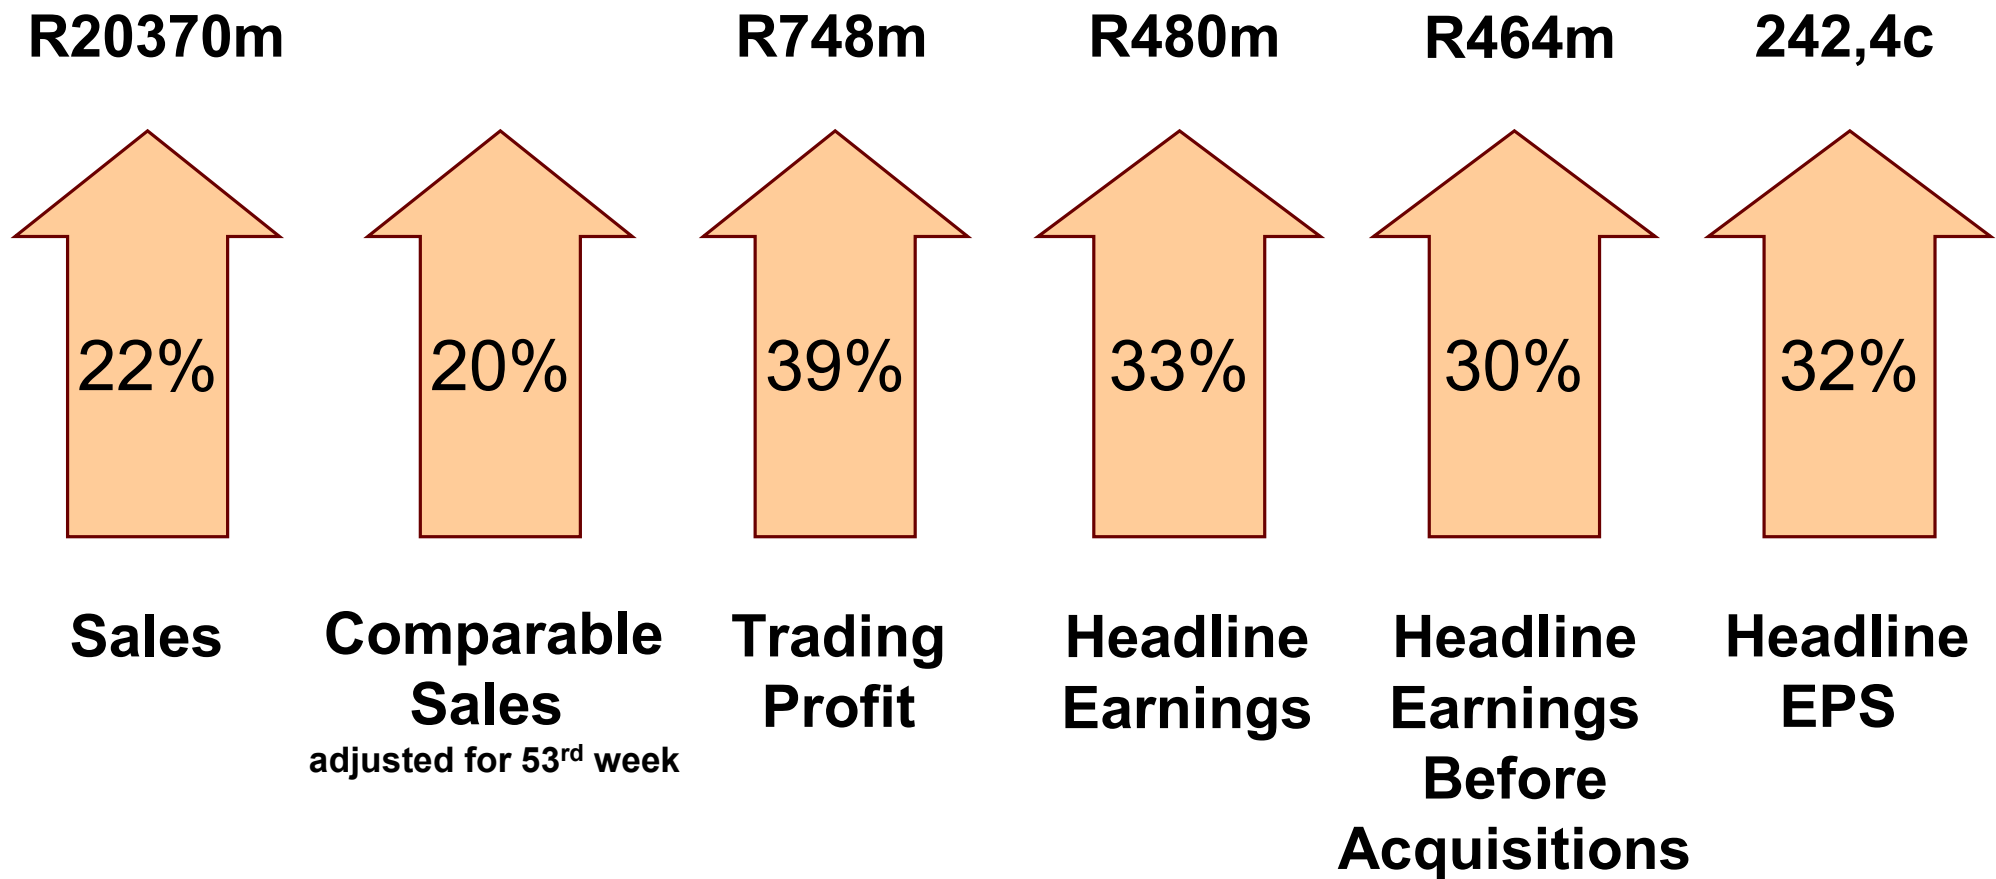 R20370m
R748m
R480m
R464m
242,4c
22%
20%
39%
33%
30%
32%
Sales
Comparable
Sales
adjusted for 53rd week
Trading
Profit
Headline
Earnings
Headline
Earnings
Before
Acquisitions
Headline
EPS